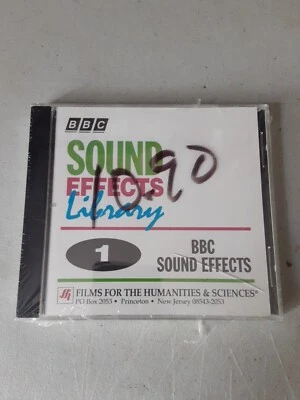 BBC
SOUND
EFFECTS
Library
10.90
1
BBC
SOUND EFFECTS
FILMS FOR THE HUMANITIES & SCIENCES®
PO Box 2053 • Princeton • New Jersey 08543-2053